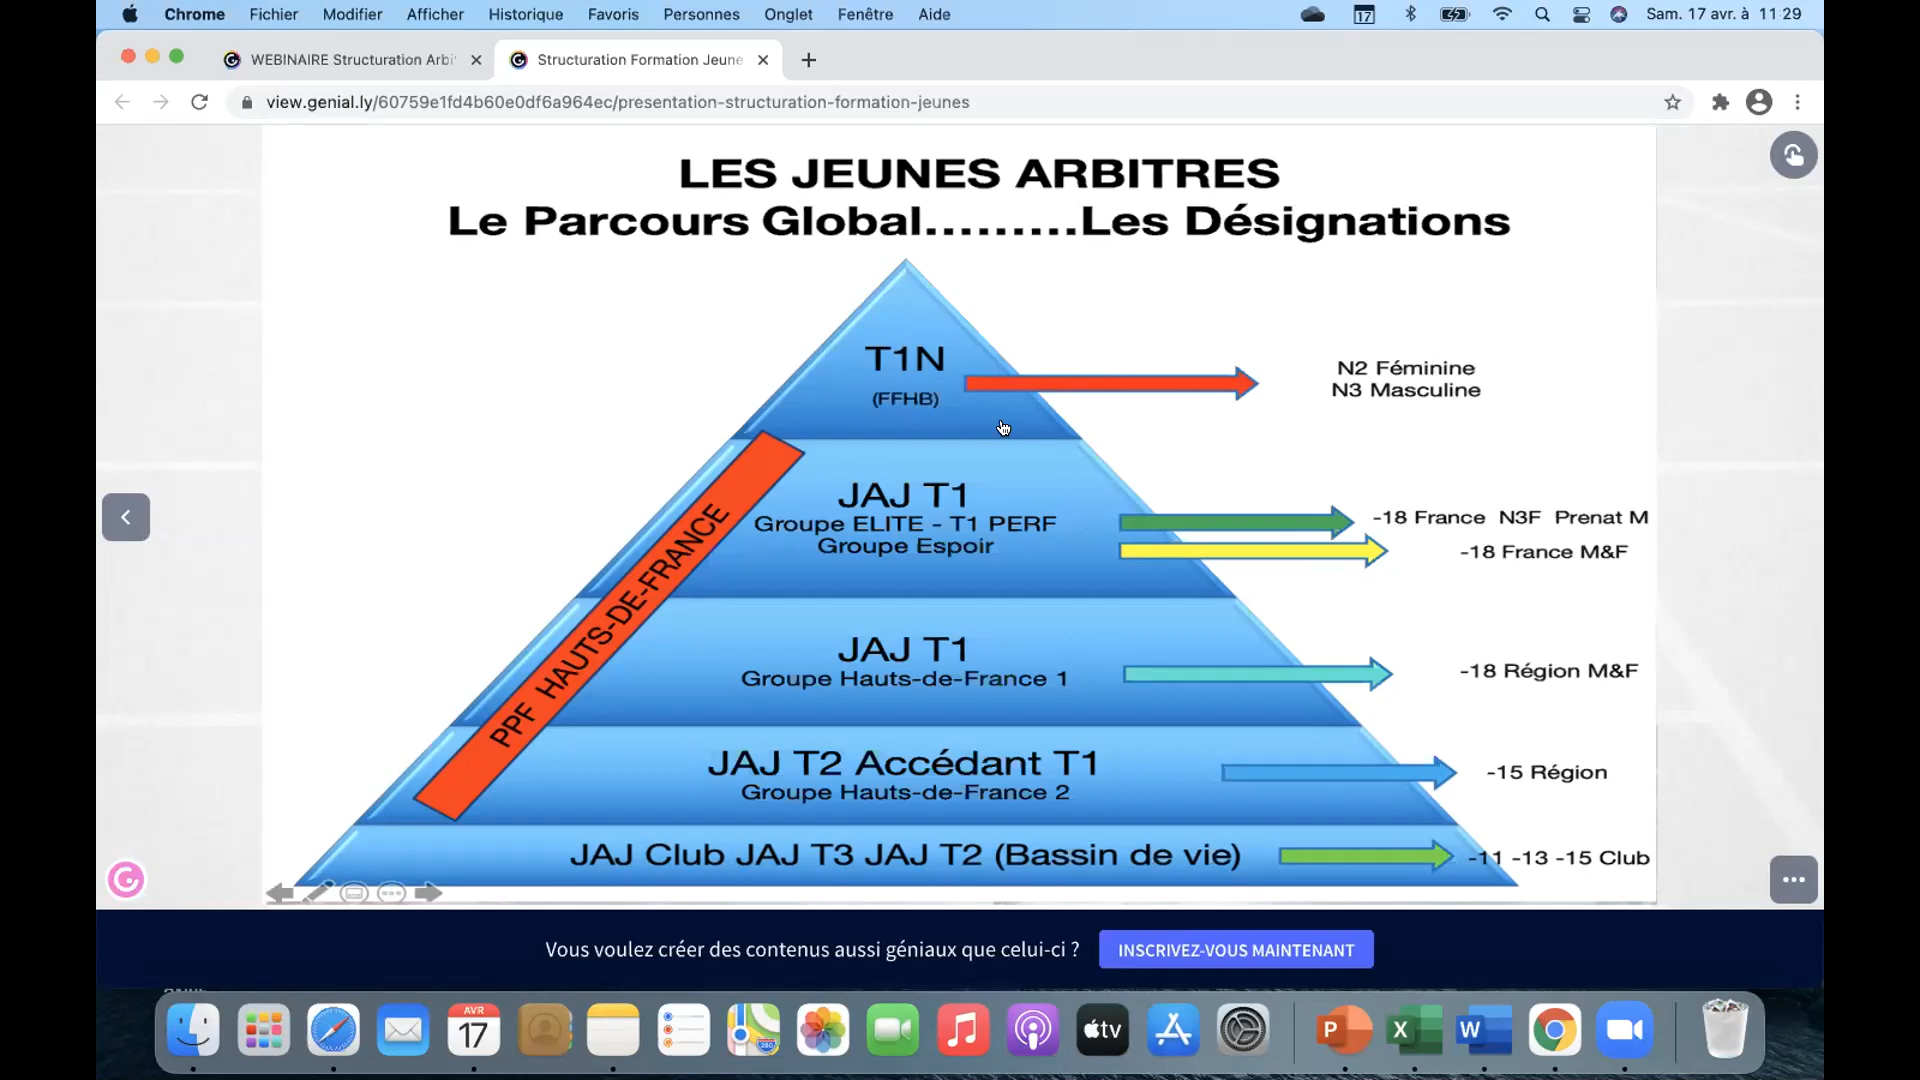 Chrome Fichier Modifier Afficher Historique Favoris Personnes Onglet Fenêtre Aide 17 Sam. 17 avr. à 11:29
WEBINAIRE Structuration Arbi
Structuration Formation Jeune
view.genial.ly/60759e1fd4b60e0df6a964ec/presentation-structuration-formation-jeunes
LES JEUNES ARBITRES
Le Parcours Global.........Les Désignations
T1N
(FFHB)
N2 Féminine
N3 Masculine
PPF HAUTS-DE-FRANCE
JAJ T1
Groupe ELITE - T1 PERF
Groupe Espoir
-18 France N3F Prenat M
-18 France M&F
JAJ T1
Groupe Hauts-de-France 1
-18 Région M&F
JAJ T2 Accédant T1
Groupe Hauts-de-France 2
-15 Région
JAJ Club JAJ T3 JAJ T2 (Bassin de vie)
-11 -13 -15 Club
Vous voulez créer des contenus aussi géniaux que celui-ci ?
INSCRIVEZ-VOUS MAINTENANT
AVR
17
280
tv
P
X
W